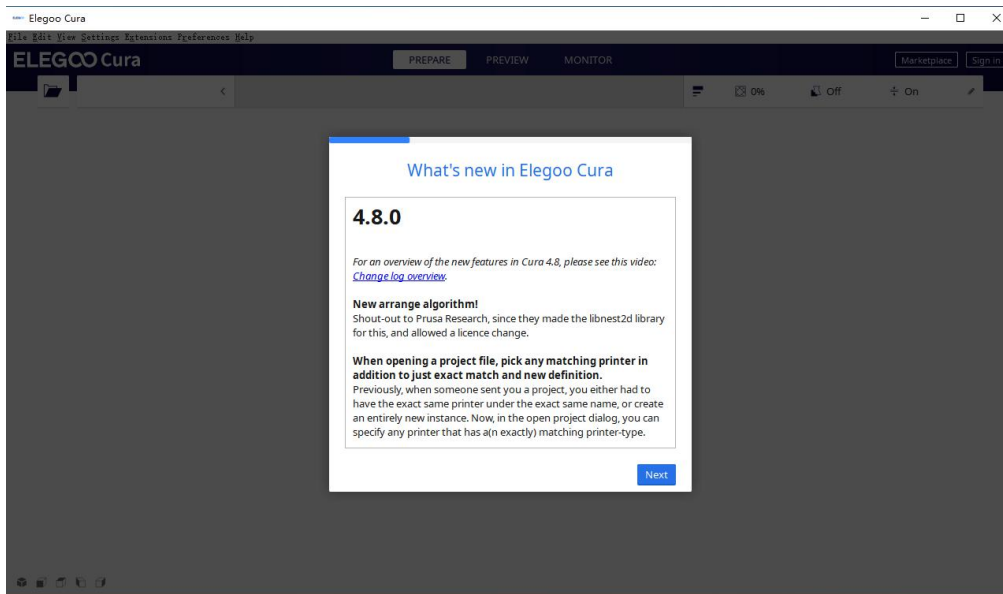 Elegoo Cura
File Edit View Settings Extensions Preferences Help
ELEGOO Cura
PREPARE
PREVIEW
MONITOR
Marketplace
Sign in
0%
Off
On
What's new in Elegoo Cura
4.8.0
For an overview of the new features in Cura 4.8, please see this video:
Change log overview.
New arrange algorithm!
Shout-out to Prusa Research, since they made the libnest2d library
for this, and allowed a licence change.
When opening a project file, pick any matching printer in
addition to just exact match and new definition.
Previously, when someone sent you a project, you either had to
have the exact same printer under the exact same name, or create
an entirely new instance. Now, in the open project dialog, you can
specify any printer that has a(n exactly) matching printer-type.
Next